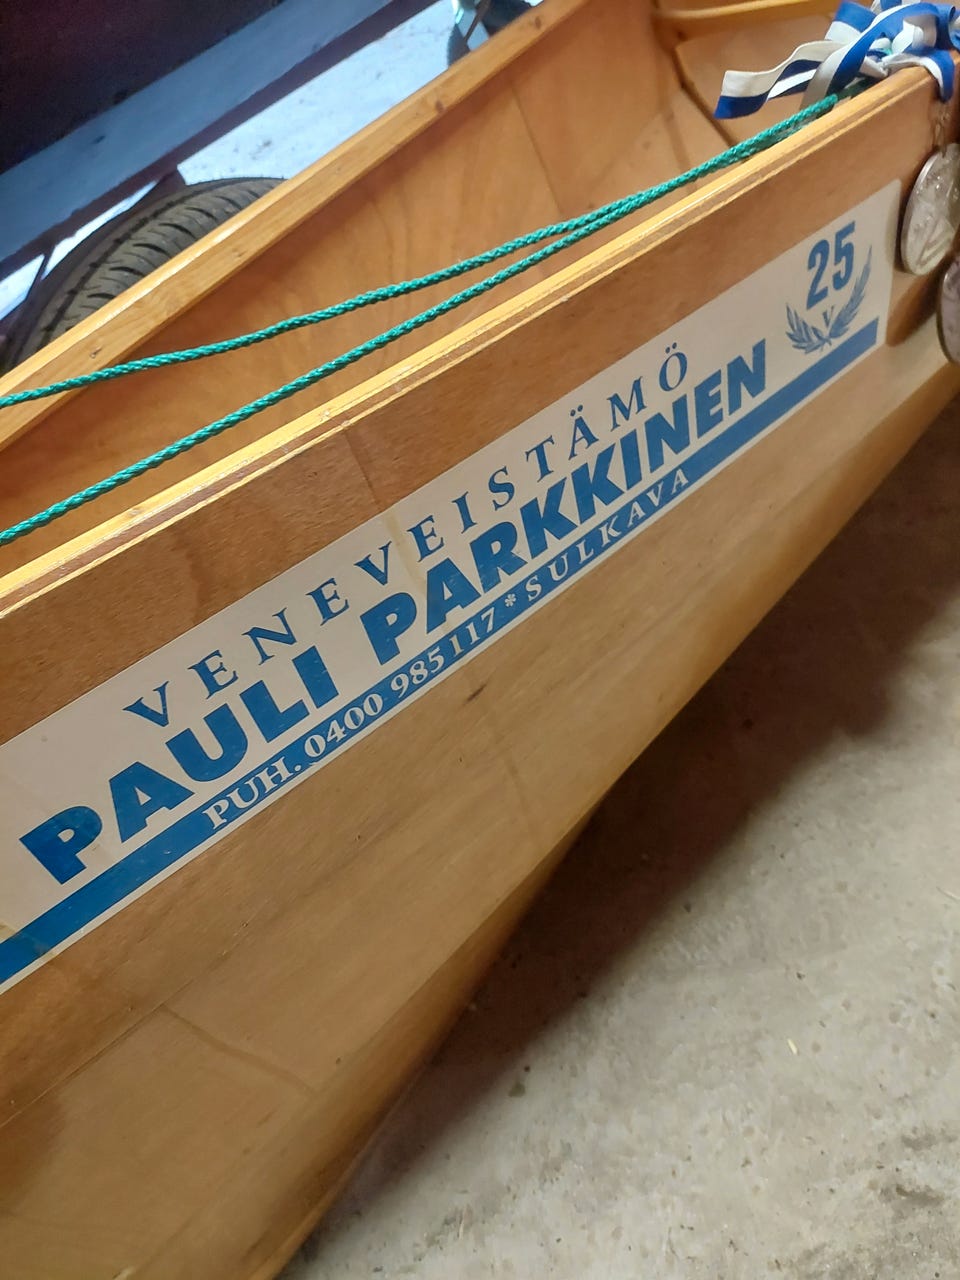 25
V
VENEVEISTÄMÖ
PAULI PARKKINEN
PUH. 0400 985117 * SULKAVA